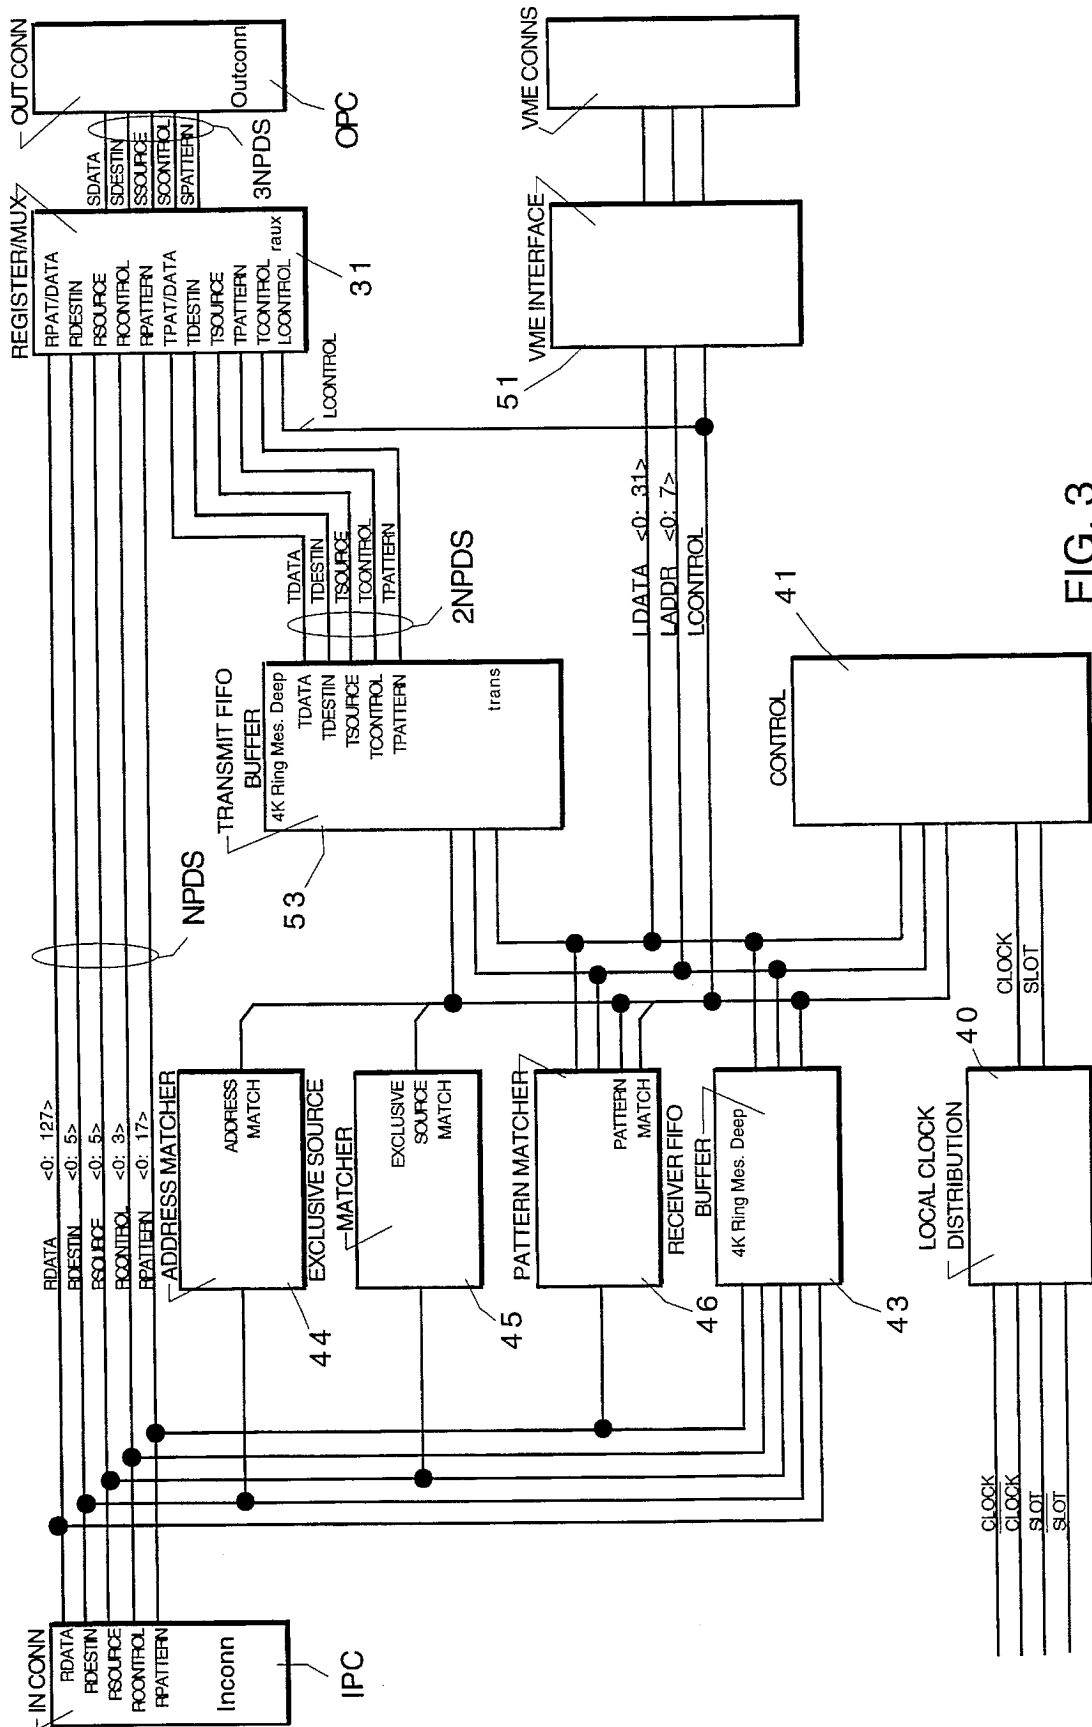 IN CONN
RDATA
RDESTIN
RSOURCE
RCONTROL
RPATTERN
Inconn
IPC
RDATA <0: 127>
RDESTIN <0: 5>
RSOURCE <0: 5>
RCONTROL <0: 3>
RPATTERN <0: 17>
NPDS
ADDRESS MATCHER
ADDRESS
MATCH
44
EXCLUSIVE SOURCE
MATCHER
EXCLUSIVE
SOURCE
MATCH
45
PATTERN MATCHER
PATTERN
MATCH
46
RECEIVER FIFO
BUFFER
4K Ring Mes. Deep
43
LOCAL CLOCK
DISTRIBUTION
40
CLOCK
CLOCK
SLOT
SLOT
CLOCK
SLOT
TRANSMIT FIFO
BUFFER
4K Ring Mes. Deep
TDATA
TDESTIN
TSOURCE
TCONTROL
TPATTERN
trans
53
TDATA
TDESTIN
TSOURCE
TCONTROL
TPATTERN
2NPDS
LDATA <0: 31>
LADDR <0: 7>
LCONTROL
CONTROL
41
REGISTER/MUX
RPAT/DATA
RDESTIN
RSOURCE
RCONTROL
RPATTERN
TPAT/DATA
TDESTIN
TSOURCE
TPATTERN
TCONTROL
LCONTROL raux
31
LCONTROL
SDATA
SDESTIN
SSOURCE
SCONTROL
SPATTERN
3NPDS
OUT CONN
Outconn
OPC
VME INTERFACE
51
VME CONNS
FIG. 3